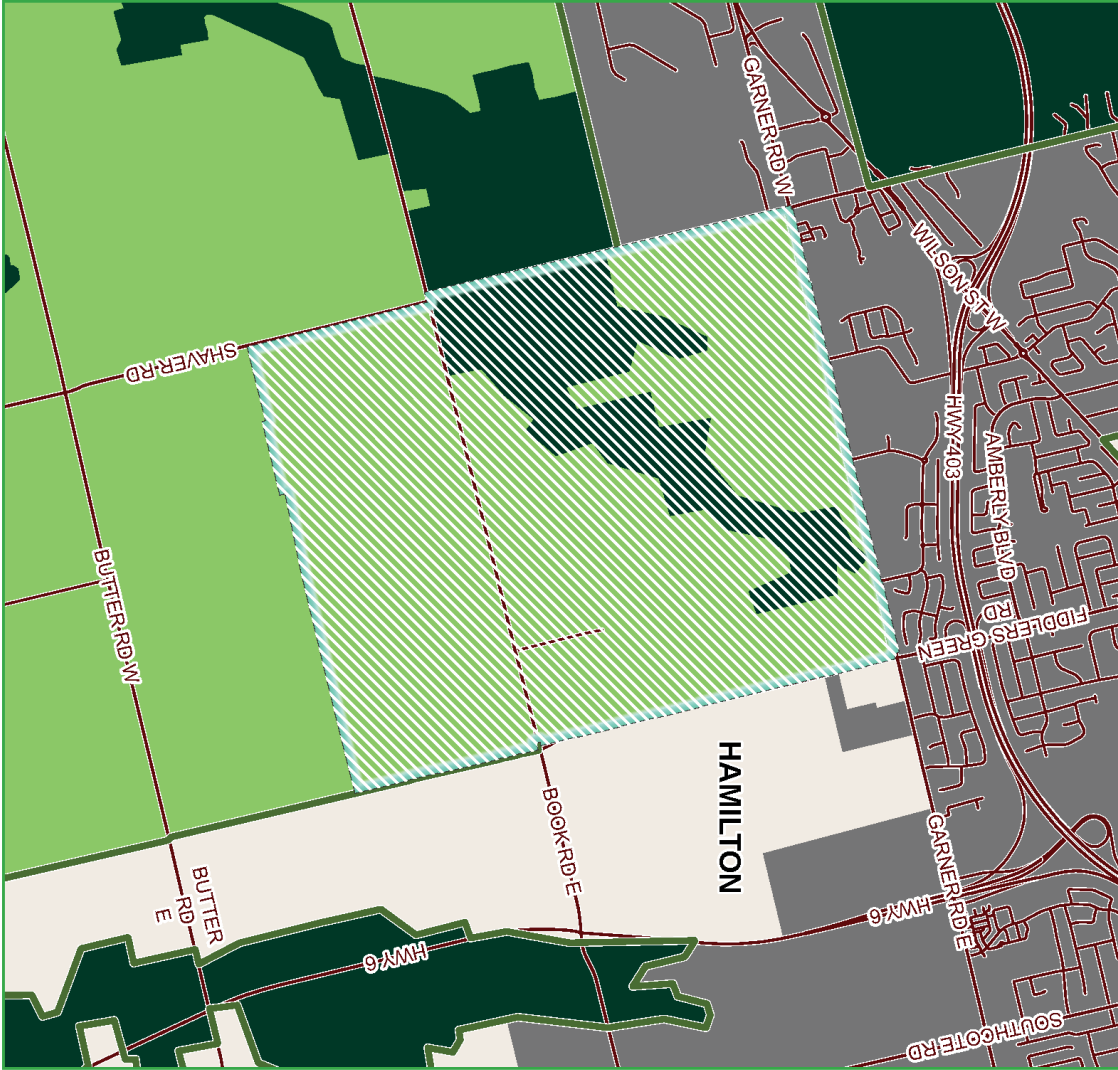 GARNER RD W
WILSON ST W
SHAVER RD
HWY 403
AMBERLY BLVD
FIDDLERS GREEN
RD
BUTTER RD W
HAMILTON
BOOK RD E
GARNER RD E
BUTTER
RD
E
HWY 6
HWY 6
SOUTHCOTE RD